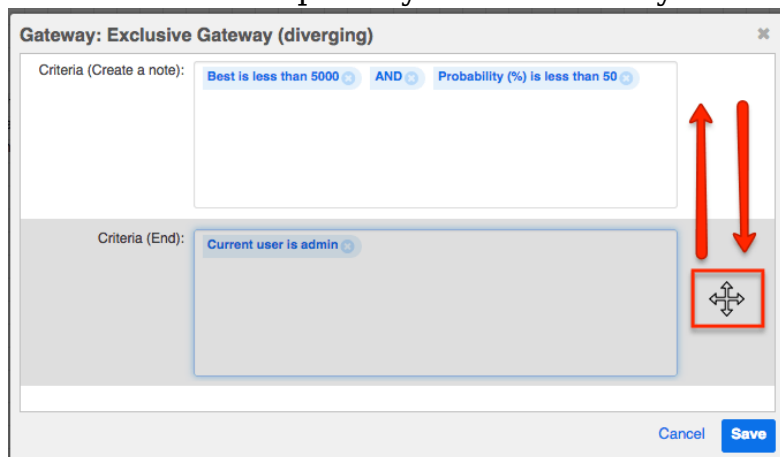 Gateway: Exclusive Gateway (diverging)
Criteria (Create a note):
Best is less than 5000 AND Probability (%) is less than 50
Criteria (End):
Current user is admin
Cancel Save